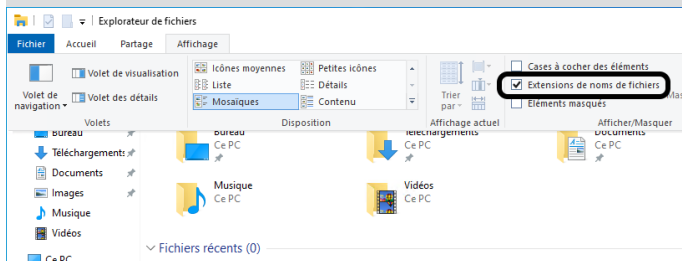 Explorateur de fichiers
Fichier Accueil Partage Affichage
Volet de navigation
Volet de visualisation
Volet des détails
Volets
Icônes moyennes Petites icônes
Liste Détails
Mosaïques Contenu
Disposition
Trier par
Affichage actuel
Cases à cocher des éléments
Extensions de noms de fichiers
Eléments masqués
Afficher/Masquer
Bureau
Téléchargements
Documents
Images
Musique
Vidéos
Ce PC
Bureau
Ce PC
Téléchargements
Ce PC
Documents
Ce PC
Musique
Ce PC
Vidéos
Ce PC
Fichiers récents (0)